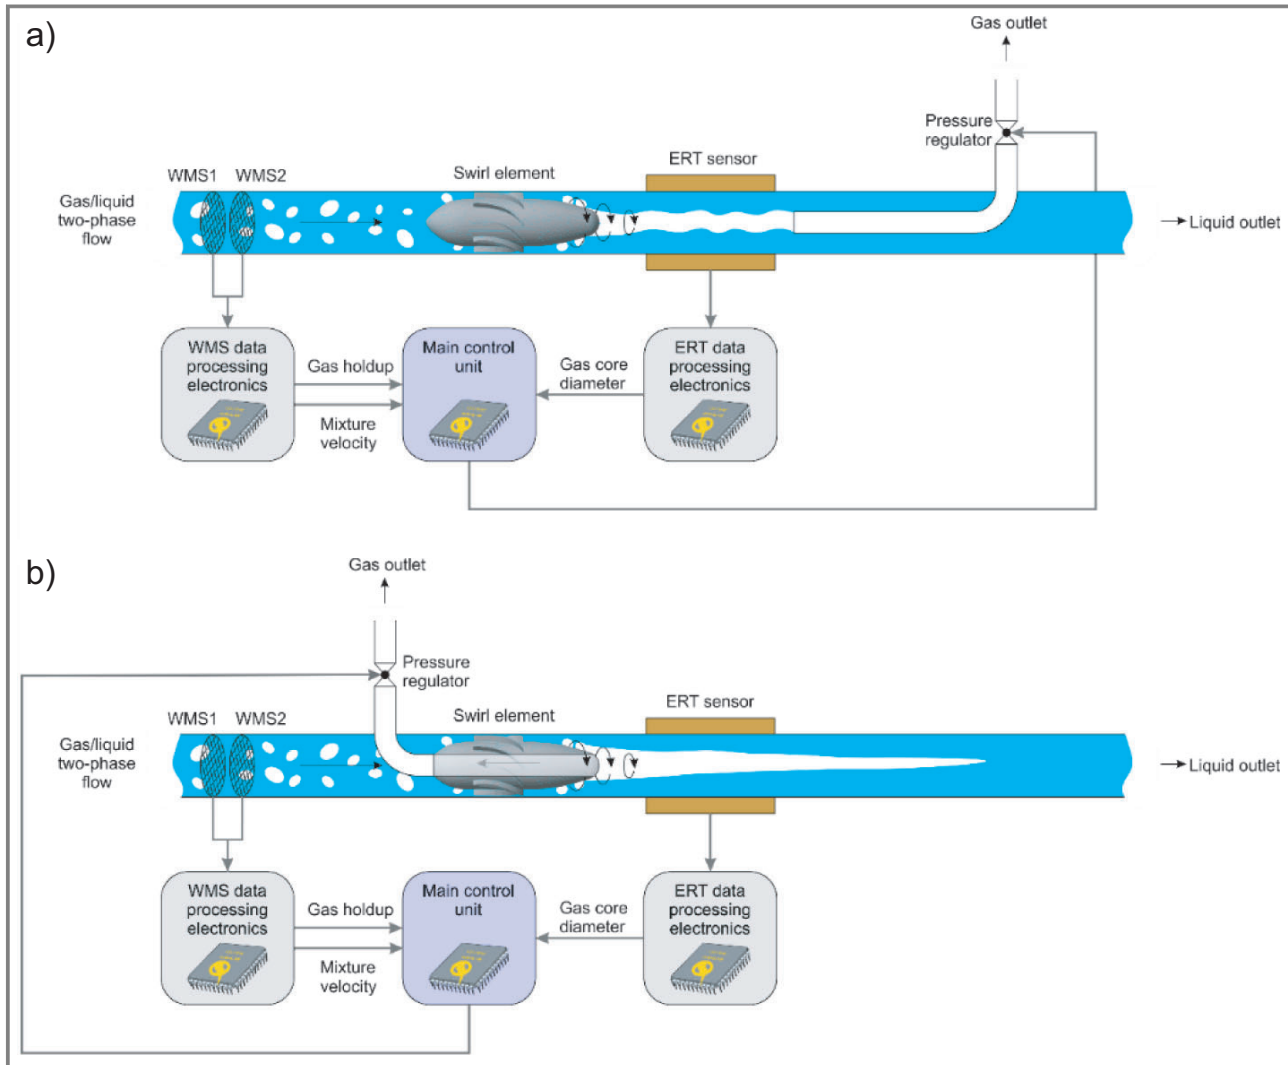 a)
Gas outlet
Pressure
regulator
ERT sensor
Swirl element
WMS1
WMS2
Gas/liquid
two-phase
flow
Liquid outlet
WMS data
processing
electronics
Gas holdup
Mixture
velocity
Main control
unit
Gas core
diameter
ERT data
processing
electronics
b)
Gas outlet
Pressure
regulator
ERT sensor
Swirl element
WMS1
WMS2
Gas/liquid
two-phase
flow
Liquid outlet
WMS data
processing
electronics
Gas holdup
Mixture
velocity
Main control
unit
Gas core
diameter
ERT data
processing
electronics